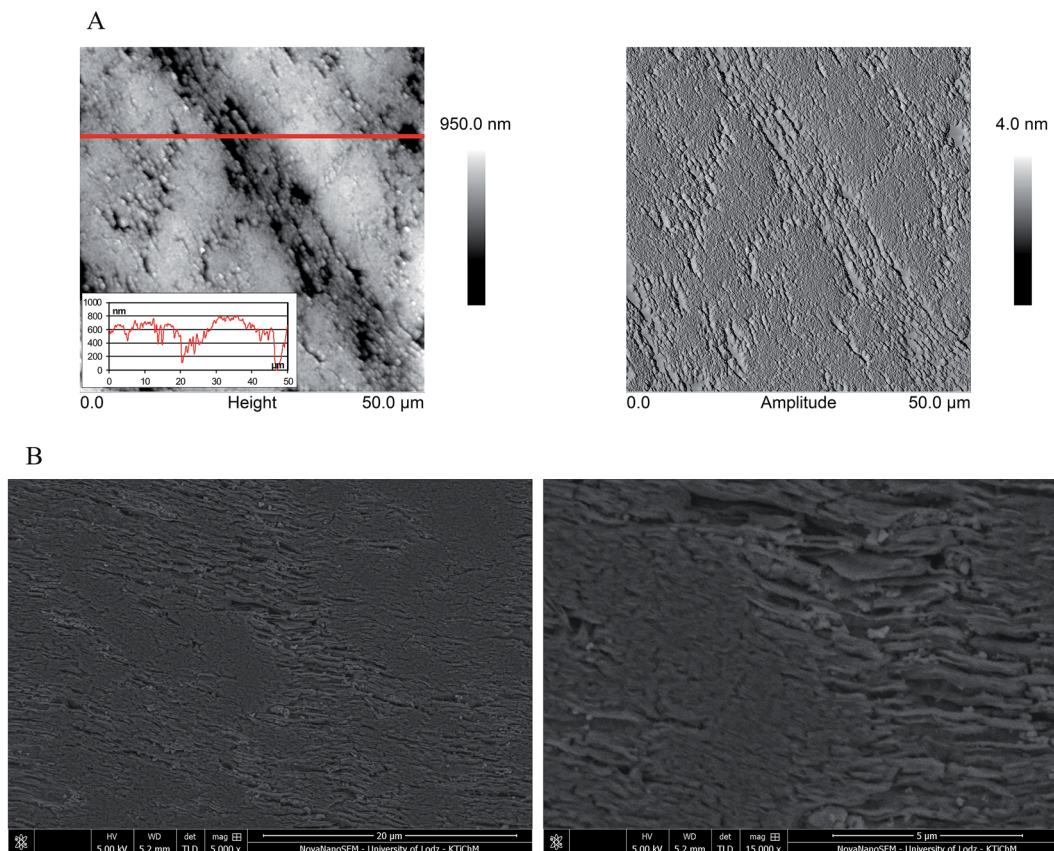 A
950.0 nm
4.0 nm
1000
nm
800
600
400
200
µm
0
0 10 20 30 40 50
0.0 Height 50.0 µm
0.0 Amplitude 50.0 µm
B
HV WD det mag 20 µm
5.00 kV 5.2 mm TLD 5 000 x NovaNanoSEM - University of Lodz - KTiChM
HV WD det mag 5 µm
5.00 kV 5.2 mm TLD 15 000 x NovaNanoSEM - University of Lodz - KTiChM